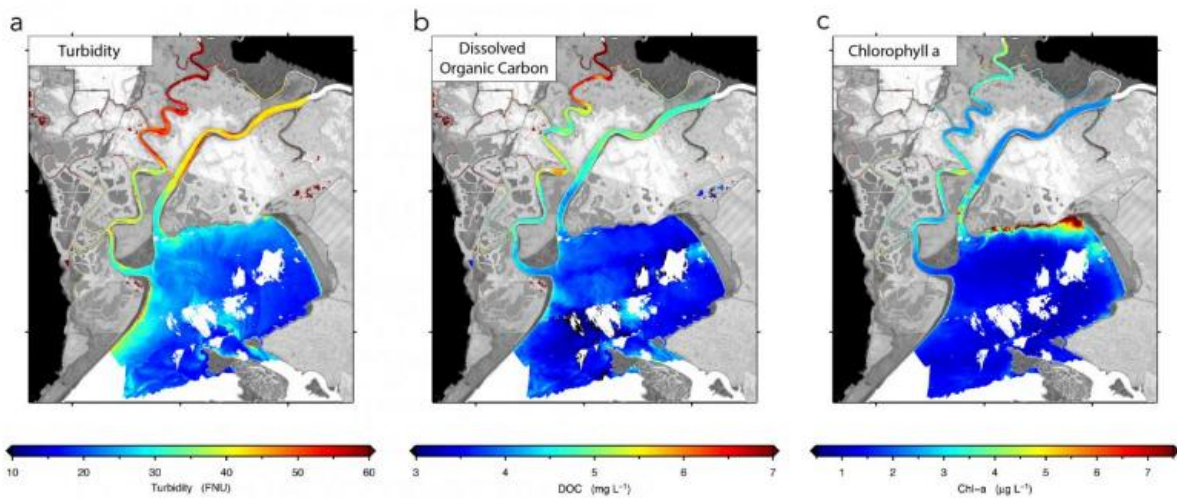 a
Turbidity
b
Dissolved
Organic Carbon
c
Chlorophyll a
10 20 30 40 50 60
Turbidity (FNU)
3 4 5 6 7
DOC (mg L⁻¹)
1 2 3 4 5 6 7
Chl-a (µg L⁻¹)